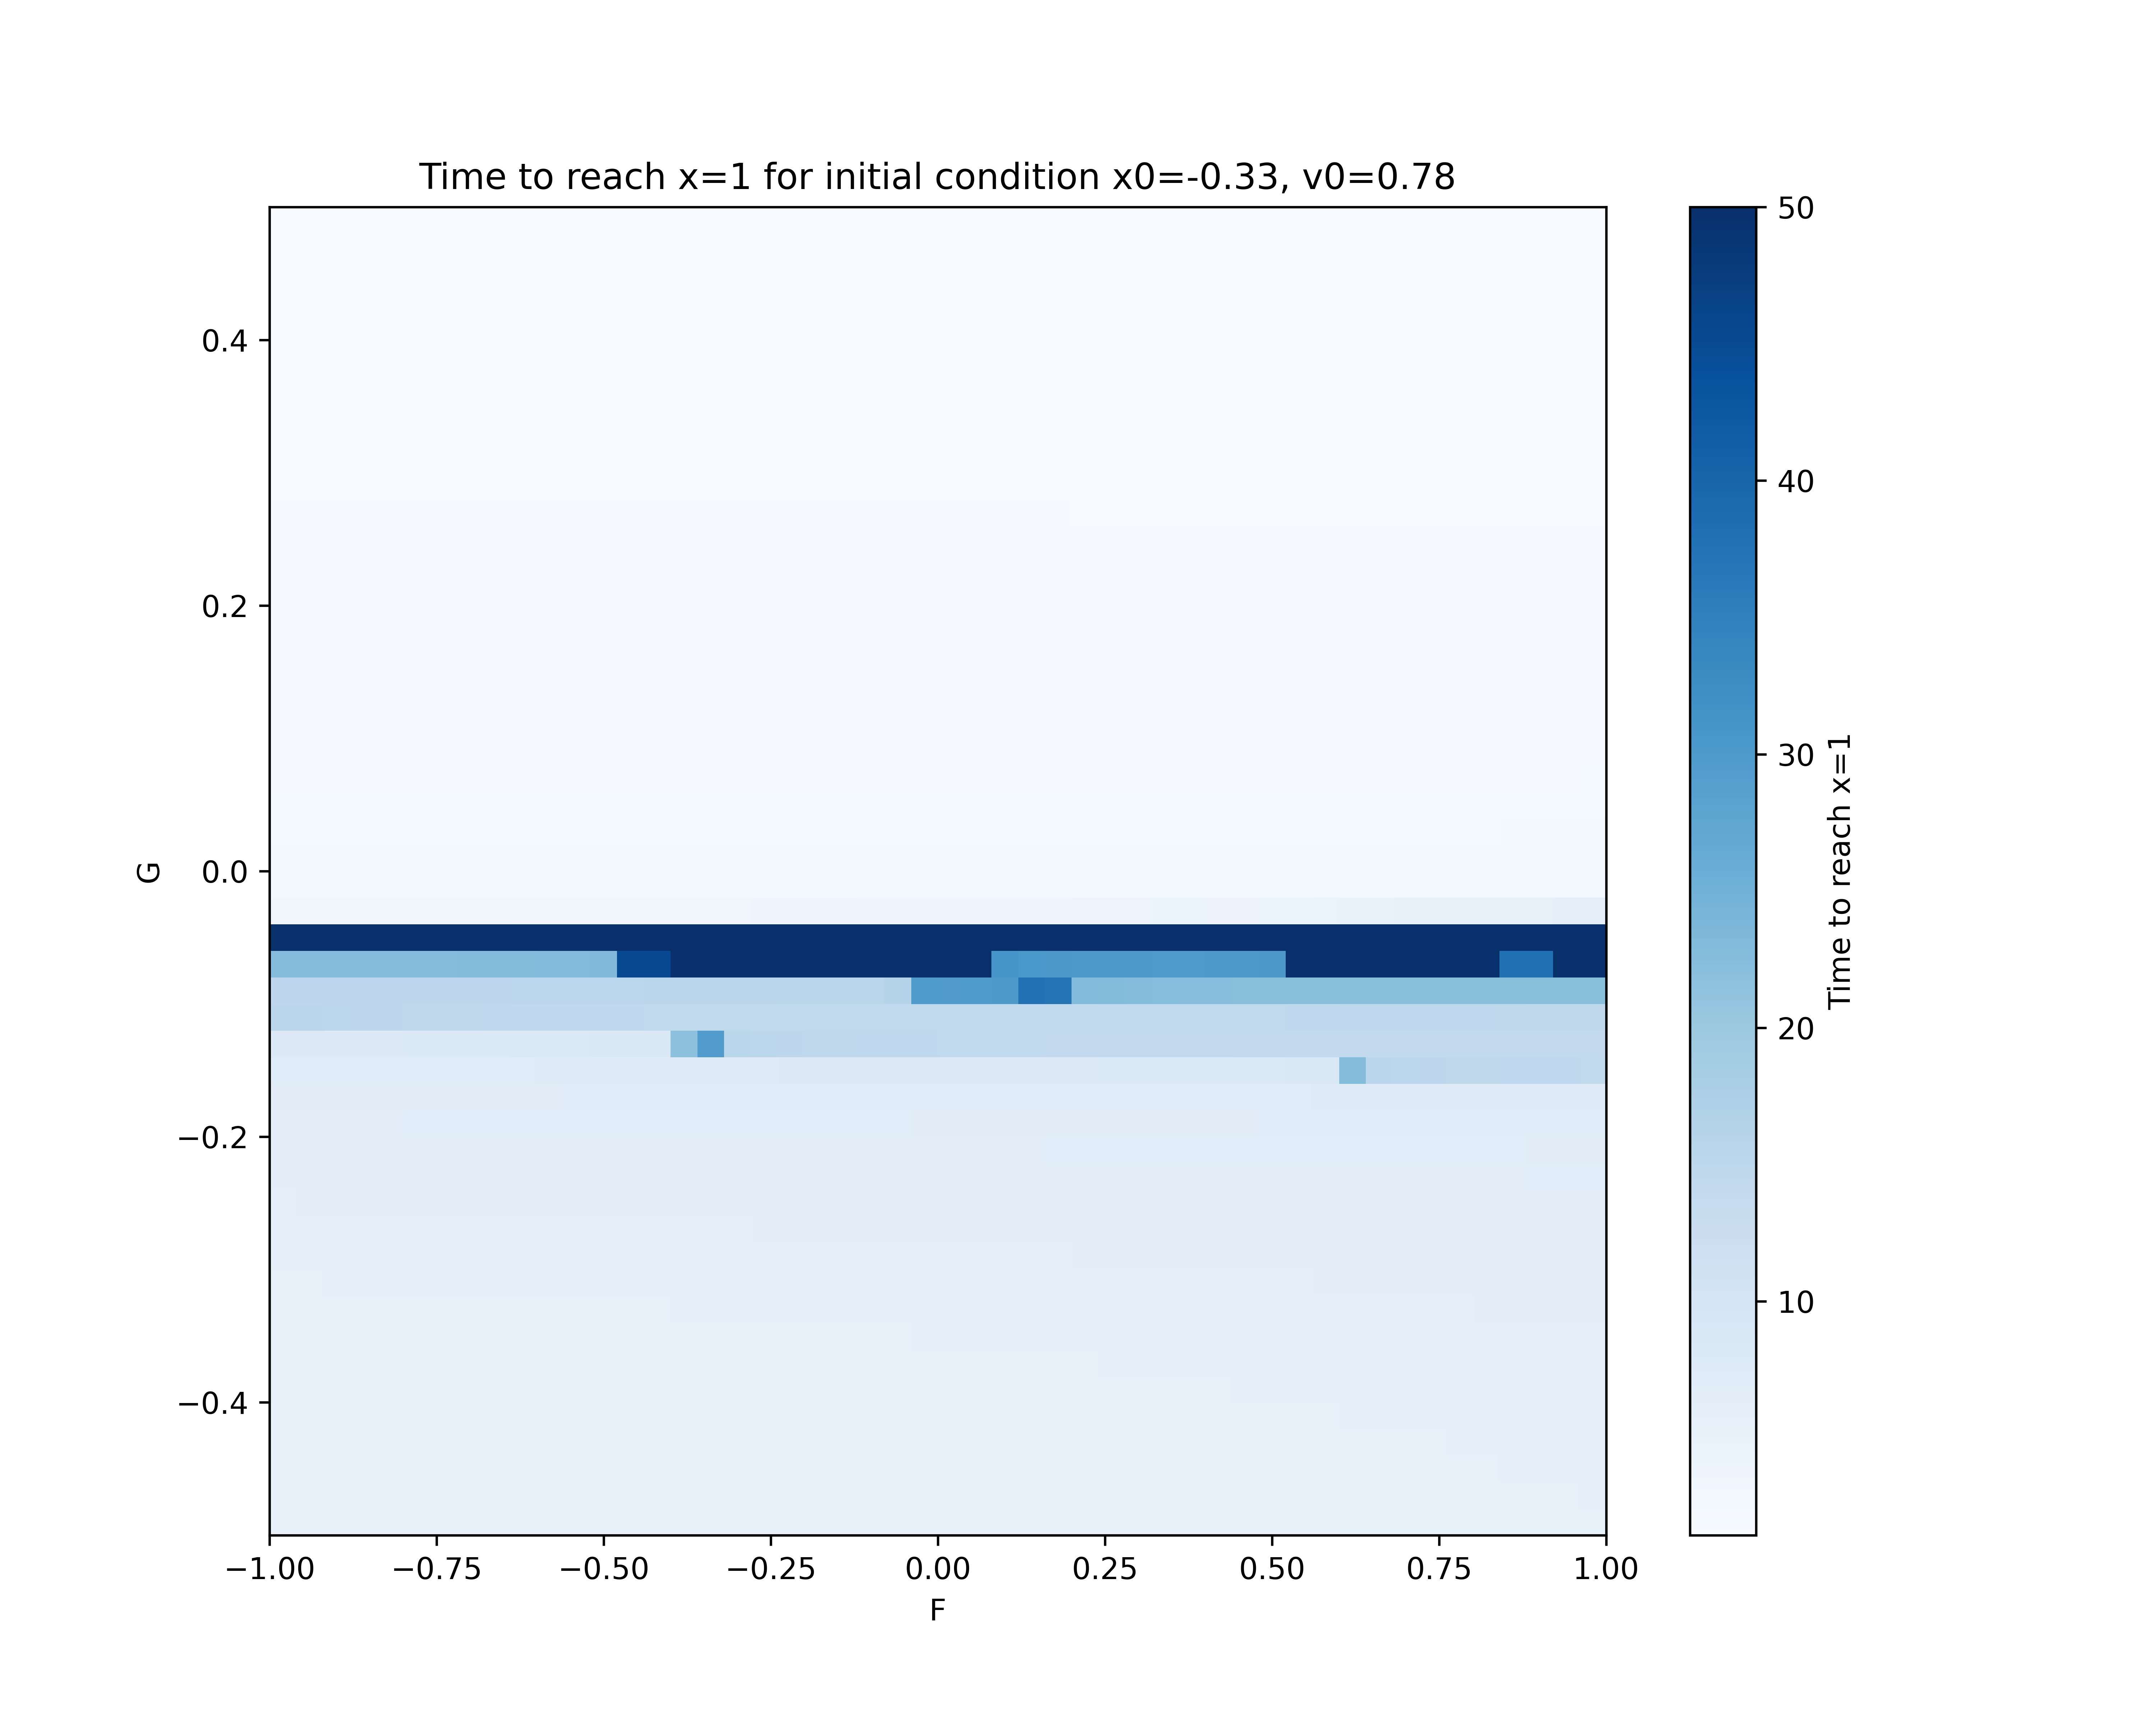 Time to reach x=1 for initial condition x0=-0.33, v0=0.78
0.4
0.2
0.0
−0.2
−0.4
G
−1.00 −0.75 −0.50 −0.25 0.00 0.25 0.50 0.75 1.00
F
50
40
30
20
10
Time to reach x=1